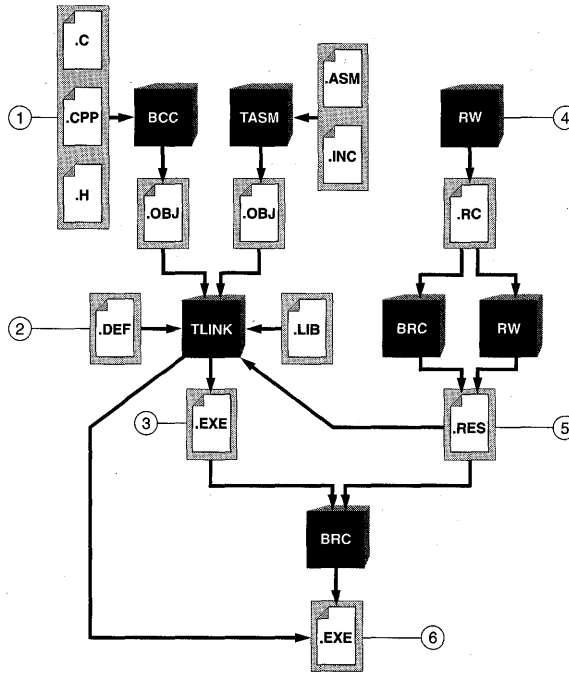 .C
.ASM
1
.CPP
BCC
TASM
RW
4
.INC
.H
.OBJ
.OBJ
.RC
2
.DEF
TLINK
.LIB
BRC
RW
3
.EXE
.RES
5
BRC
.EXE
6